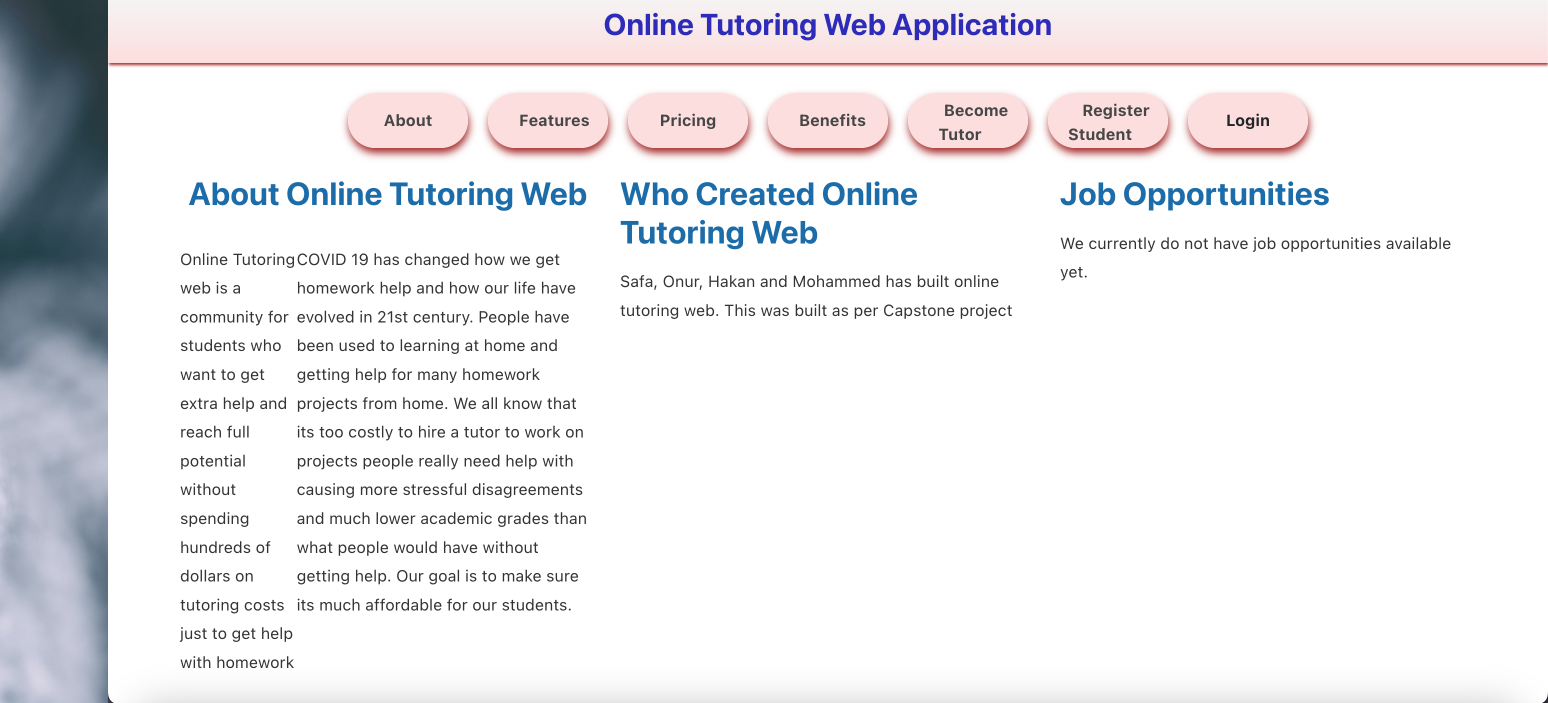 Online Tutoring Web Application
About
Features
Pricing
Benefits
Become
Tutor
Register
Student
Login
About Online Tutoring Web
Online Tutoring
web is a
community for
students who
want to get
extra help and
reach full
potential
without
spending
hundreds of
dollars on
tutoring costs
just to get help
with homework
COVID 19 has changed how we get
homework help and how our life have
evolved in 21st century. People have
been used to learning at home and
getting help for many homework
projects from home. We all know that
its too costly to hire a tutor to work on
projects people really need help with
causing more stressful disagreements
and much lower academic grades than
what people would have without
getting help. Our goal is to make sure
its much affordable for our students.
Who Created Online
Tutoring Web
Safa, Onur, Hakan and Mohammed has built online
tutoring web. This was built as per Capstone project
Job Opportunities
We currently do not have job opportunities available
yet.